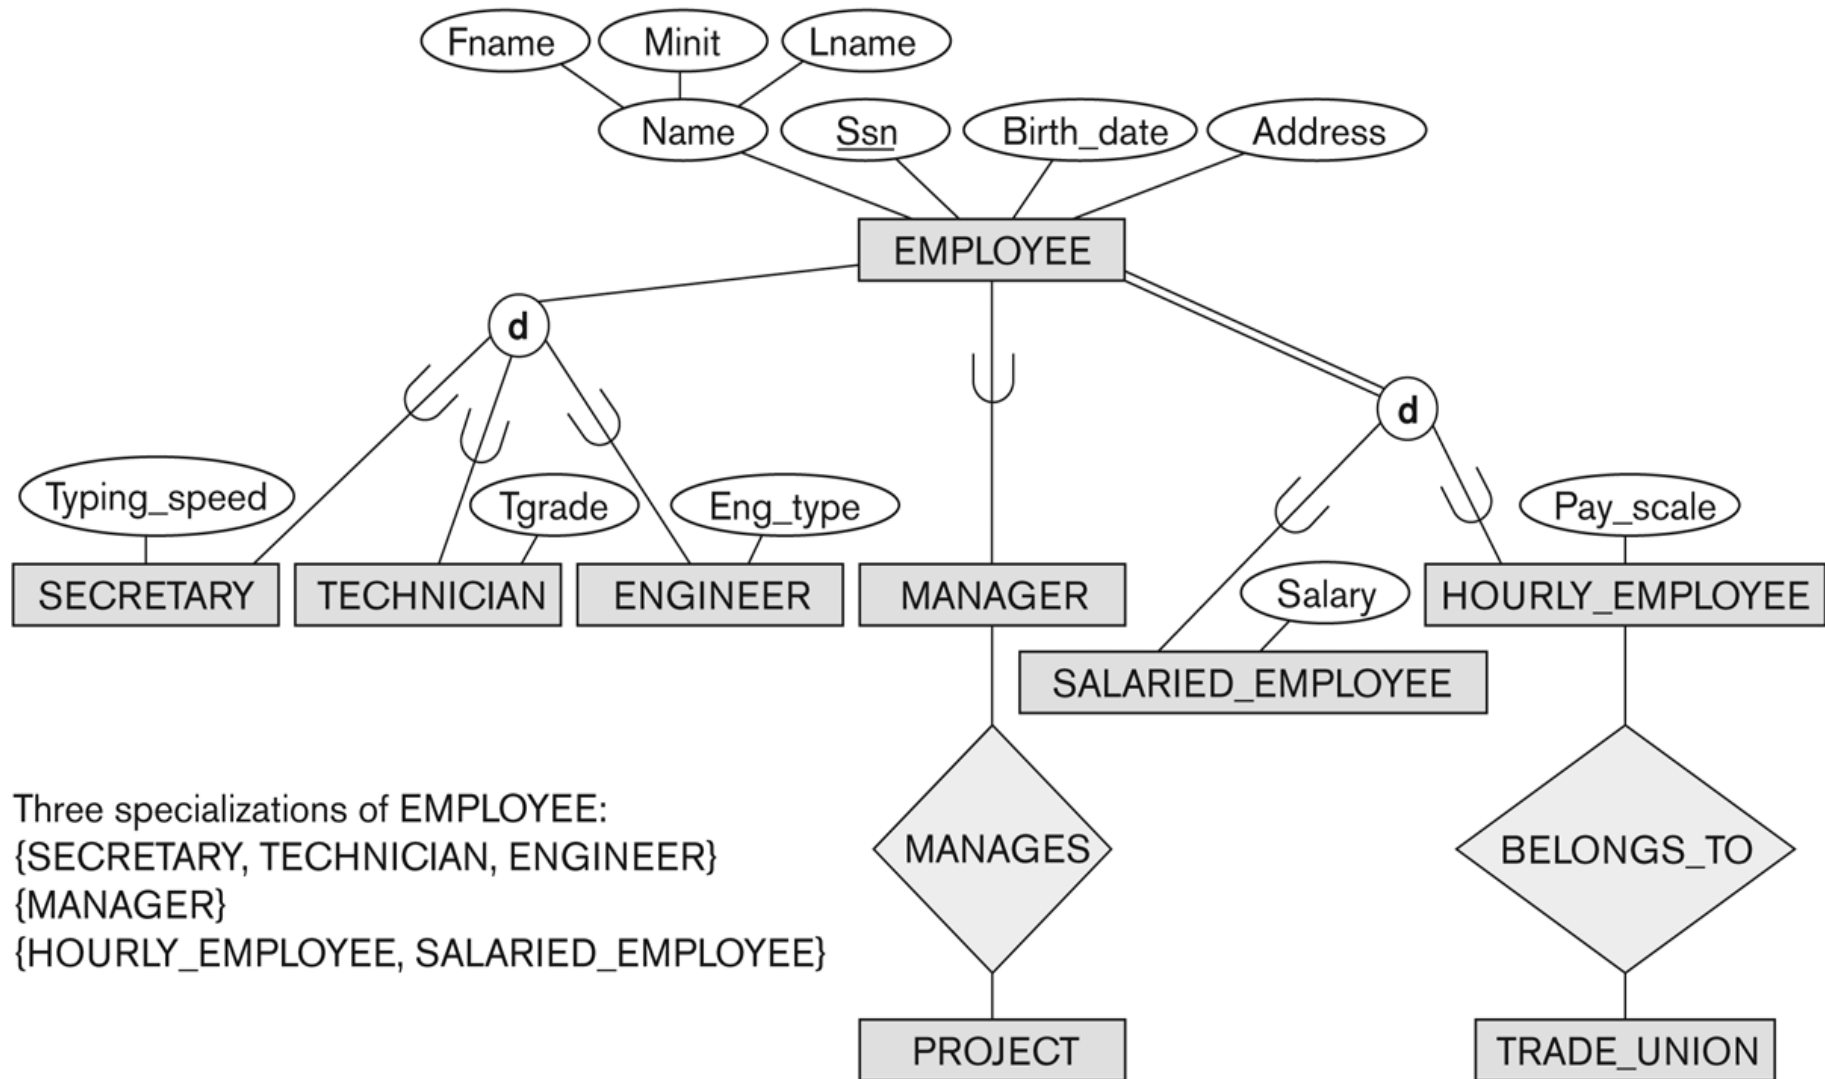 Fname Minit Lname
Name Ssn Birth_date Address
EMPLOYEE
d
d
Typing_speed Tgrade Eng_type Pay_scale
SECRETARY TECHNICIAN ENGINEER MANAGER Salary HOURLY_EMPLOYEE
SALARIED_EMPLOYEE
Three specializations of EMPLOYEE:
{SECRETARY, TECHNICIAN, ENGINEER}
{MANAGER}
{HOURLY_EMPLOYEE, SALARIED_EMPLOYEE}
MANAGES BELONGS_TO
PROJECT TRADE_UNION